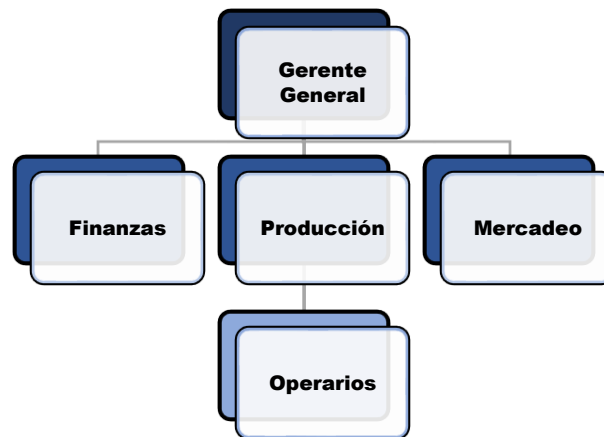 Gerente
General
Finanzas
Producción
Mercadeo
Operarios